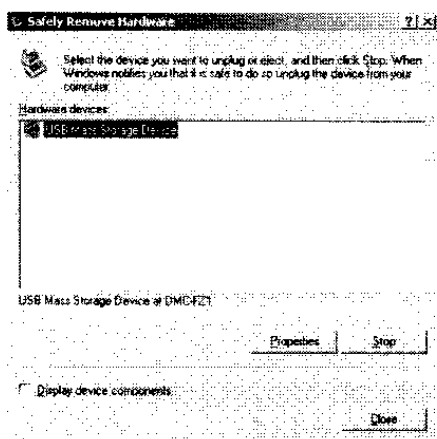 Safely Remove Hardware
Select the device you want to unplug or eject, and then click Stop. When
Windows notifies you that it is safe to do so unplug the device from your
computer.
Hardware devices:
USB Mass Storage Device
USB Mass Storage Device at DMC-FZ1
Properties
Stop
Display device components
Close